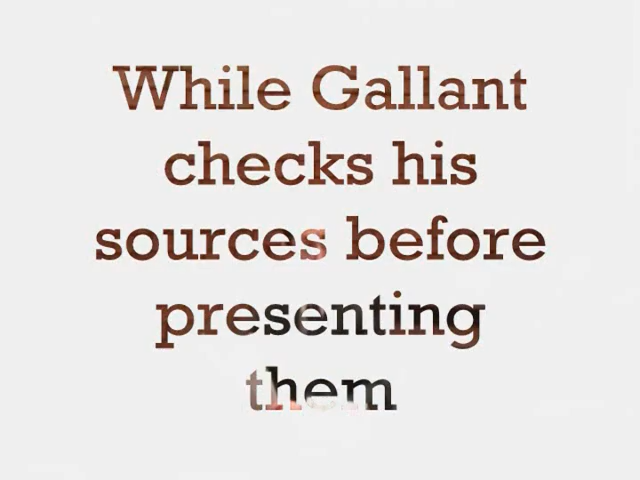 While Gallant
checks his
sources before
presenting
them